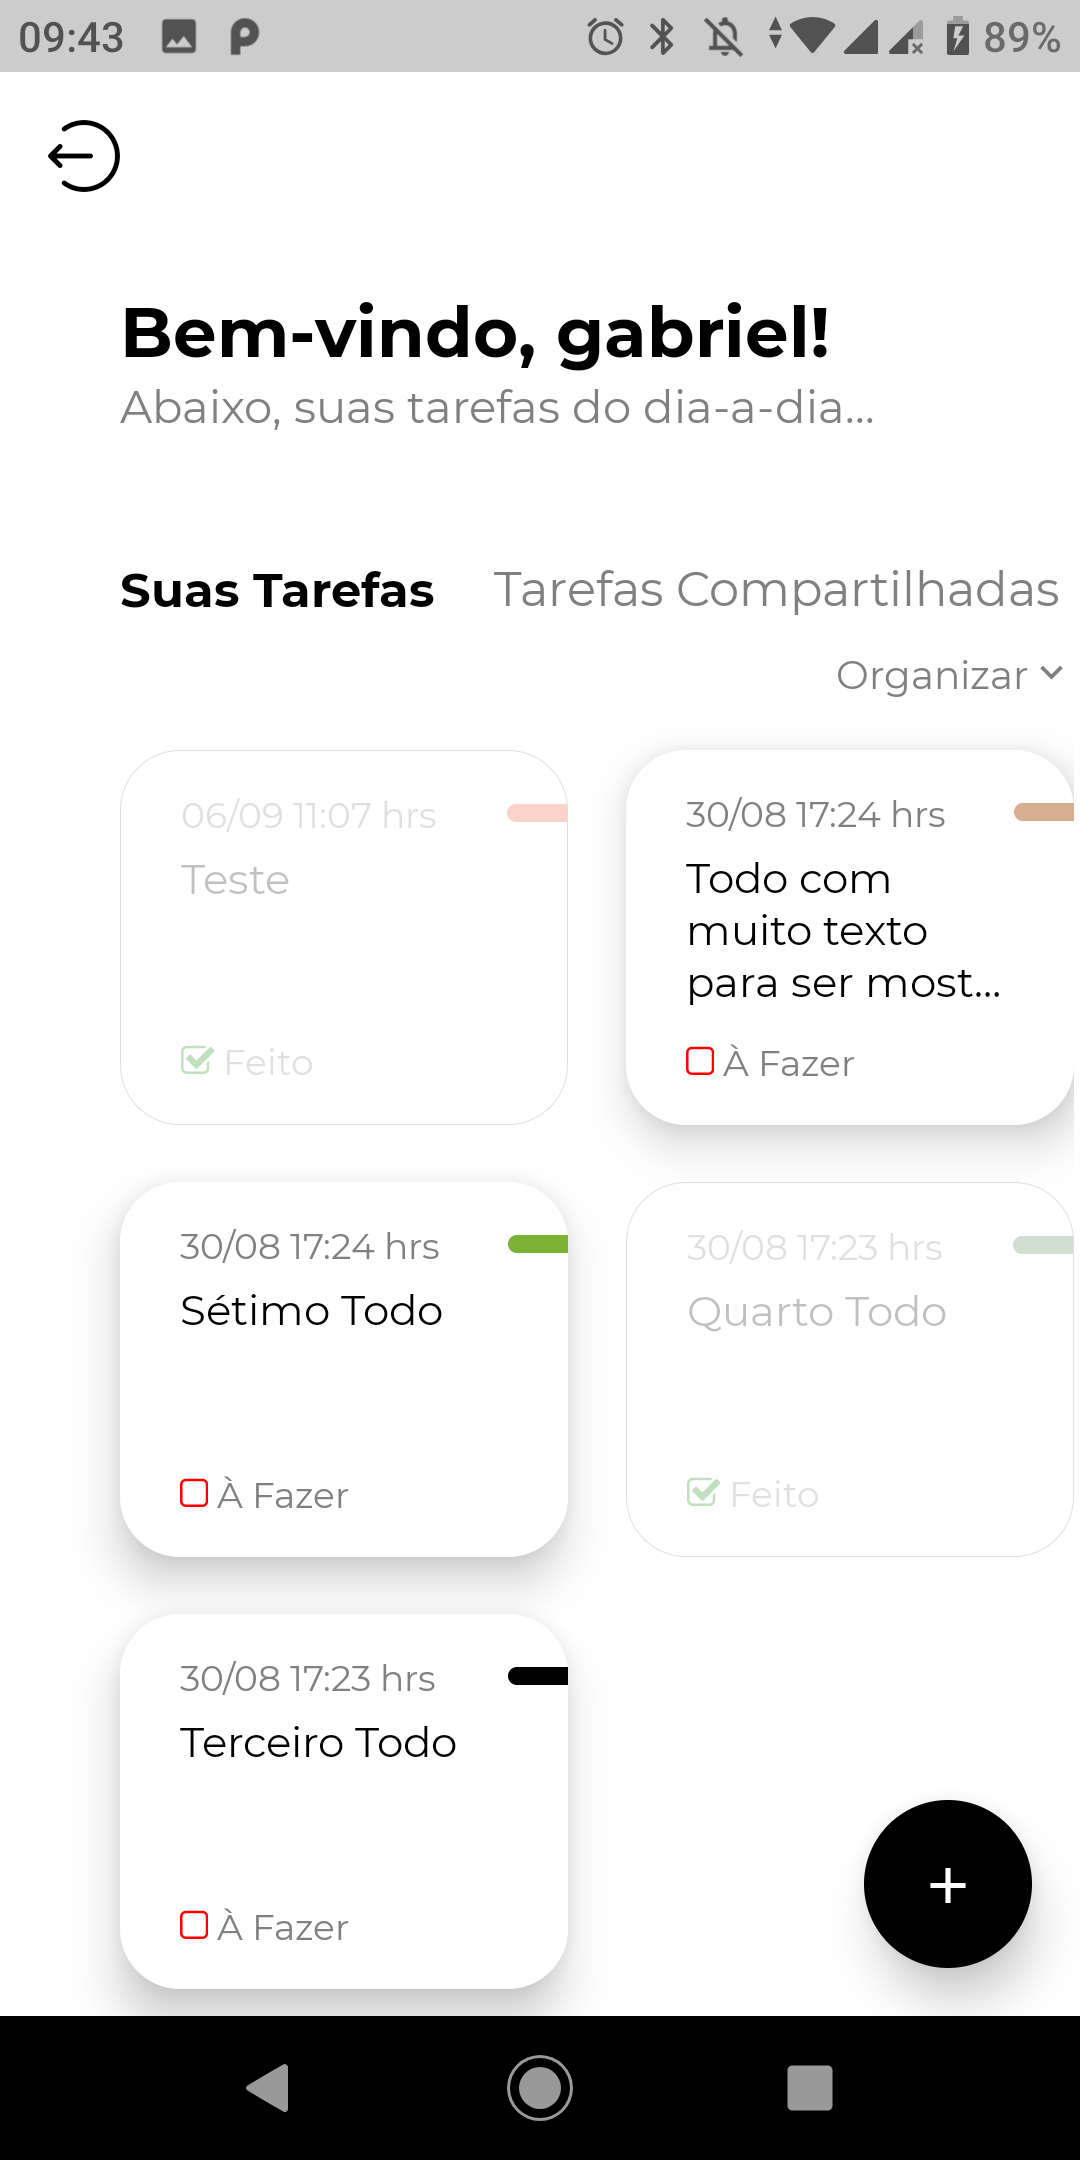 09:43
89%
Bem-vindo, gabriel!
Abaixo, suas tarefas do dia-a-dia...
Suas Tarefas
Tarefas Compartilhadas
Organizar
06/09 11:07 hrs
Teste
Feito
30/08 17:24 hrs
Todo com
muito texto
para ser most...
À Fazer
30/08 17:24 hrs
Sétimo Todo
À Fazer
30/08 17:23 hrs
Quarto Todo
Feito
30/08 17:23 hrs
Terceiro Todo
À Fazer
+